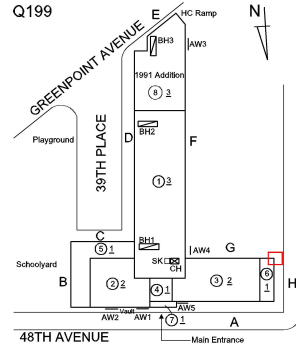 Q199
E
HC Ramp
N
GREENPOINT AVENUE
BH3
AW3
1991 Addition
8 3
39TH PLACE
Playground
BH2
D
F
1 3
C
5 1
BH1
AW4
G
SK
CH
Schoolyard
B
2 2
4 1
3 2
6
1
H
Vault
AW2
AW1
AW5
7 1
A
48TH AVENUE
Main Entrance